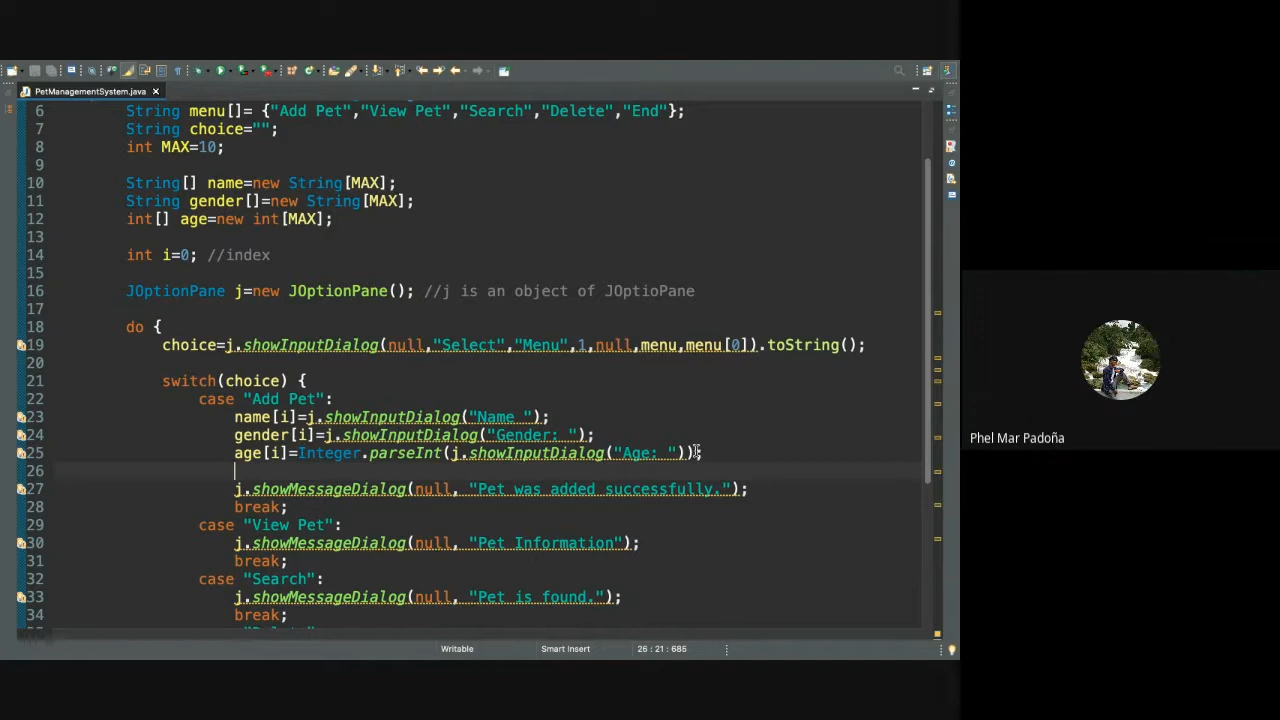 PetManagementSystem.java
6 String menu[]= {"Add Pet","View Pet","Search","Delete","End"};
7 String choice="";
8 int MAX=10;
9
10 String[] name=new String[MAX];
11 String gender[]=new String[MAX];
12 int[] age=new int[MAX];
13
14 int i=0; //index
15
16 JOptionPane j=new JOptionPane(); //j is an object of JOptioPane
17
18 do {
19 choice=j.showInputDialog(null,"Select","Menu",1,null,menu,menu[0]).toString();
20
21 switch(choice) {
22 case "Add Pet":
23 name[i]=j.showInputDialog("Name ");
24 gender[i]=j.showInputDialog("Gender: ");
25 age[i]=Integer.parseInt(j.showInputDialog("Age: "));
26
27 j.showMessageDialog(null, "Pet was added successfully.");
28 break;
29 case "View Pet":
30 j.showMessageDialog(null, "Pet Information");
31 break;
32 case "Search":
33 j.showMessageDialog(null, "Pet is found.");
34 break;
Writable Smart Insert 26 : 21 : 685
Phel Mar Padoña